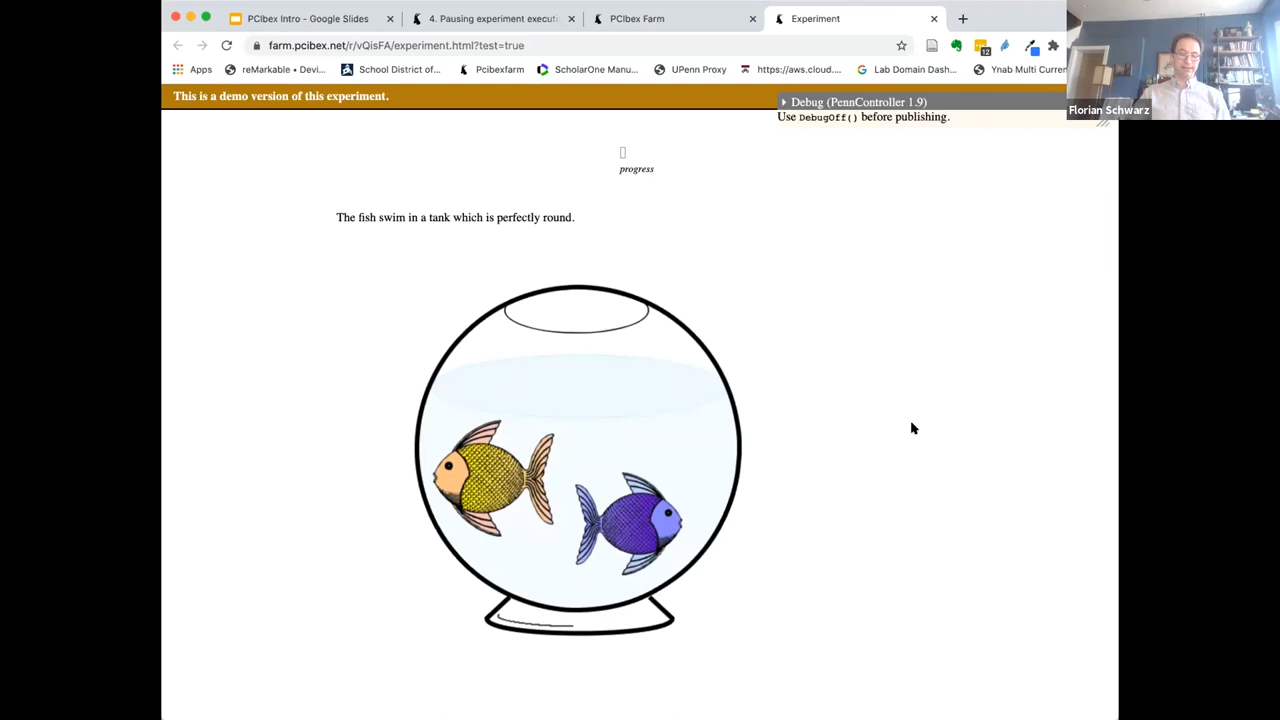 PCIbex Intro - Google Slides
4. Pausing experiment executi
PCIbex Farm
Experiment
farm.pcibex.net/r/vQisFA/experiment.html?test=true
12
Apps
reMarkable • Devi...
School District of...
Pcibexfarm
ScholarOne Manu...
UPenn Proxy
https://aws.cloud....
Lab Domain Dash...
Ynab Multi Curren
This is a demo version of this experiment.
Debug (PennController 1.9)
Use DebugOff() before publishing.
Florian Schwarz
progress
The fish swim in a tank which is perfectly round.